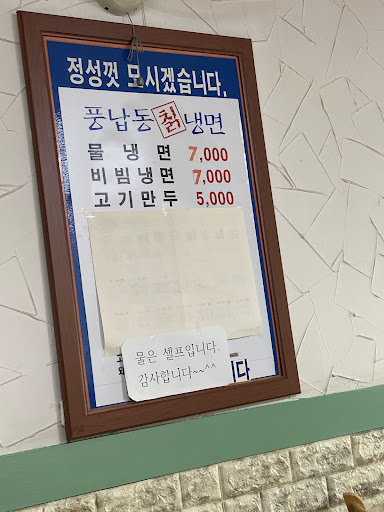 정성껏 모시겠습니다.
풍납동 칡 냉면
물 냉 면 7,000
비빔냉면 7,000
고기만두 5,000
물은 셀프입니다.
감사합니다~~^^
니다